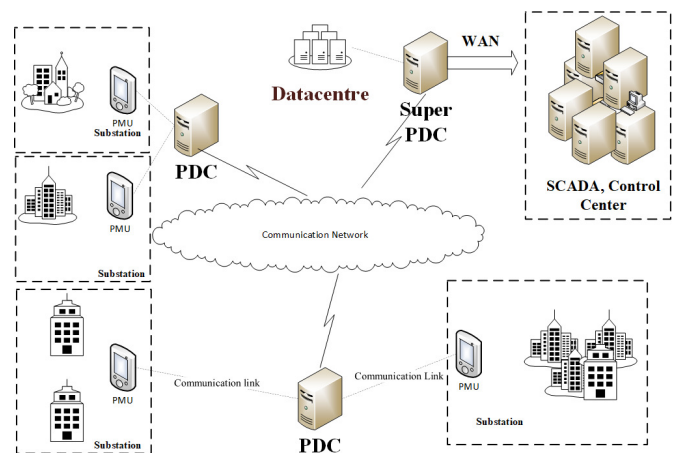 WAN
Datacentre
Super
PDC
PMU
Substation
PDC
SCADA, Control
Center
PMU
Communication Network
Substation
Communication link
Communication Link
PMU
PMU
Substation
Substation
PDC